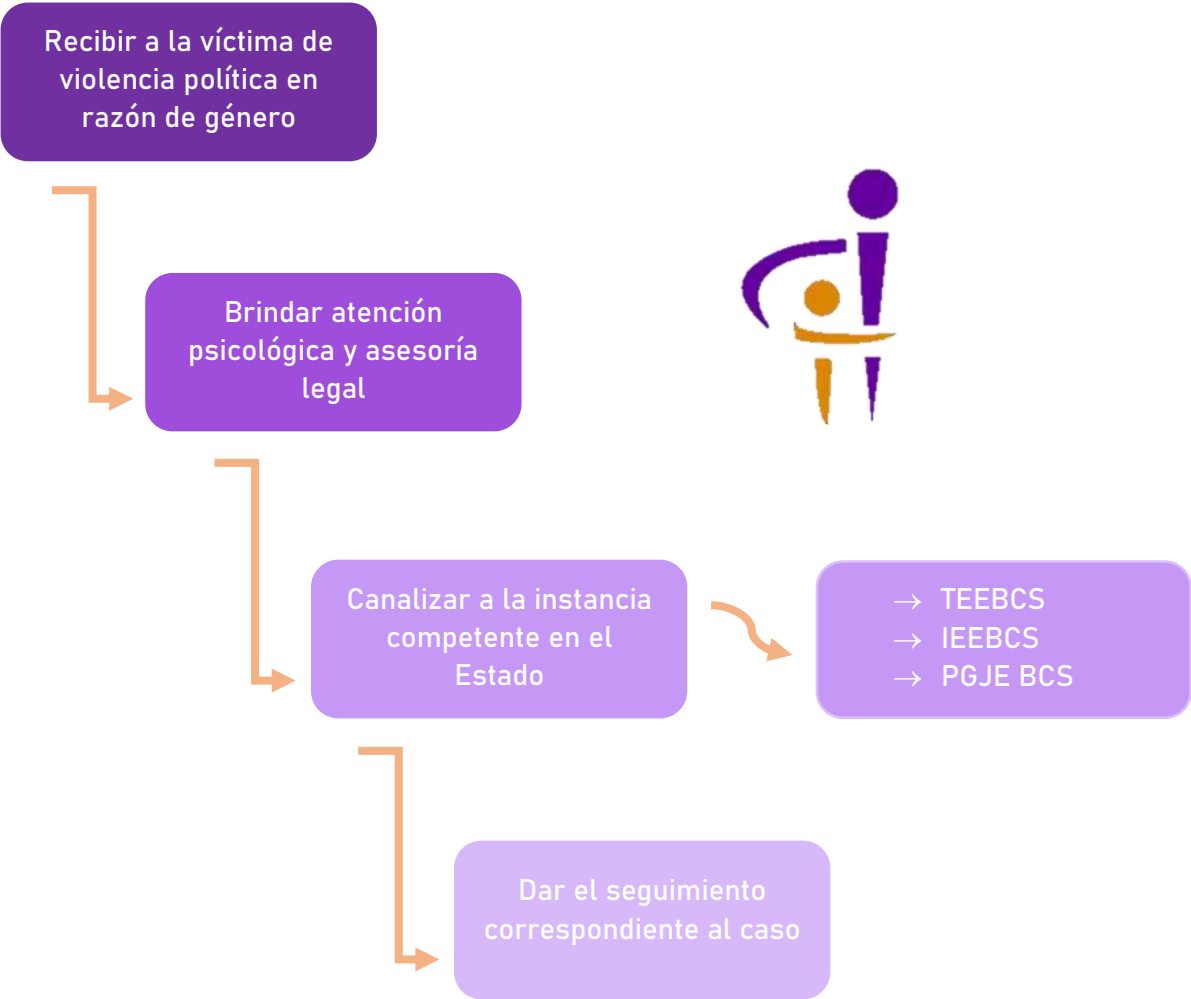 Recibir a la víctima de
violencia política en
razón de género
Brindar atención
psicológica y asesoría
legal
Canalizar a la instancia
competente en el
Estado
→ TEEBCS
→ IEEBCS
→ PGJE BCS
Dar el seguimiento
correspondiente al caso